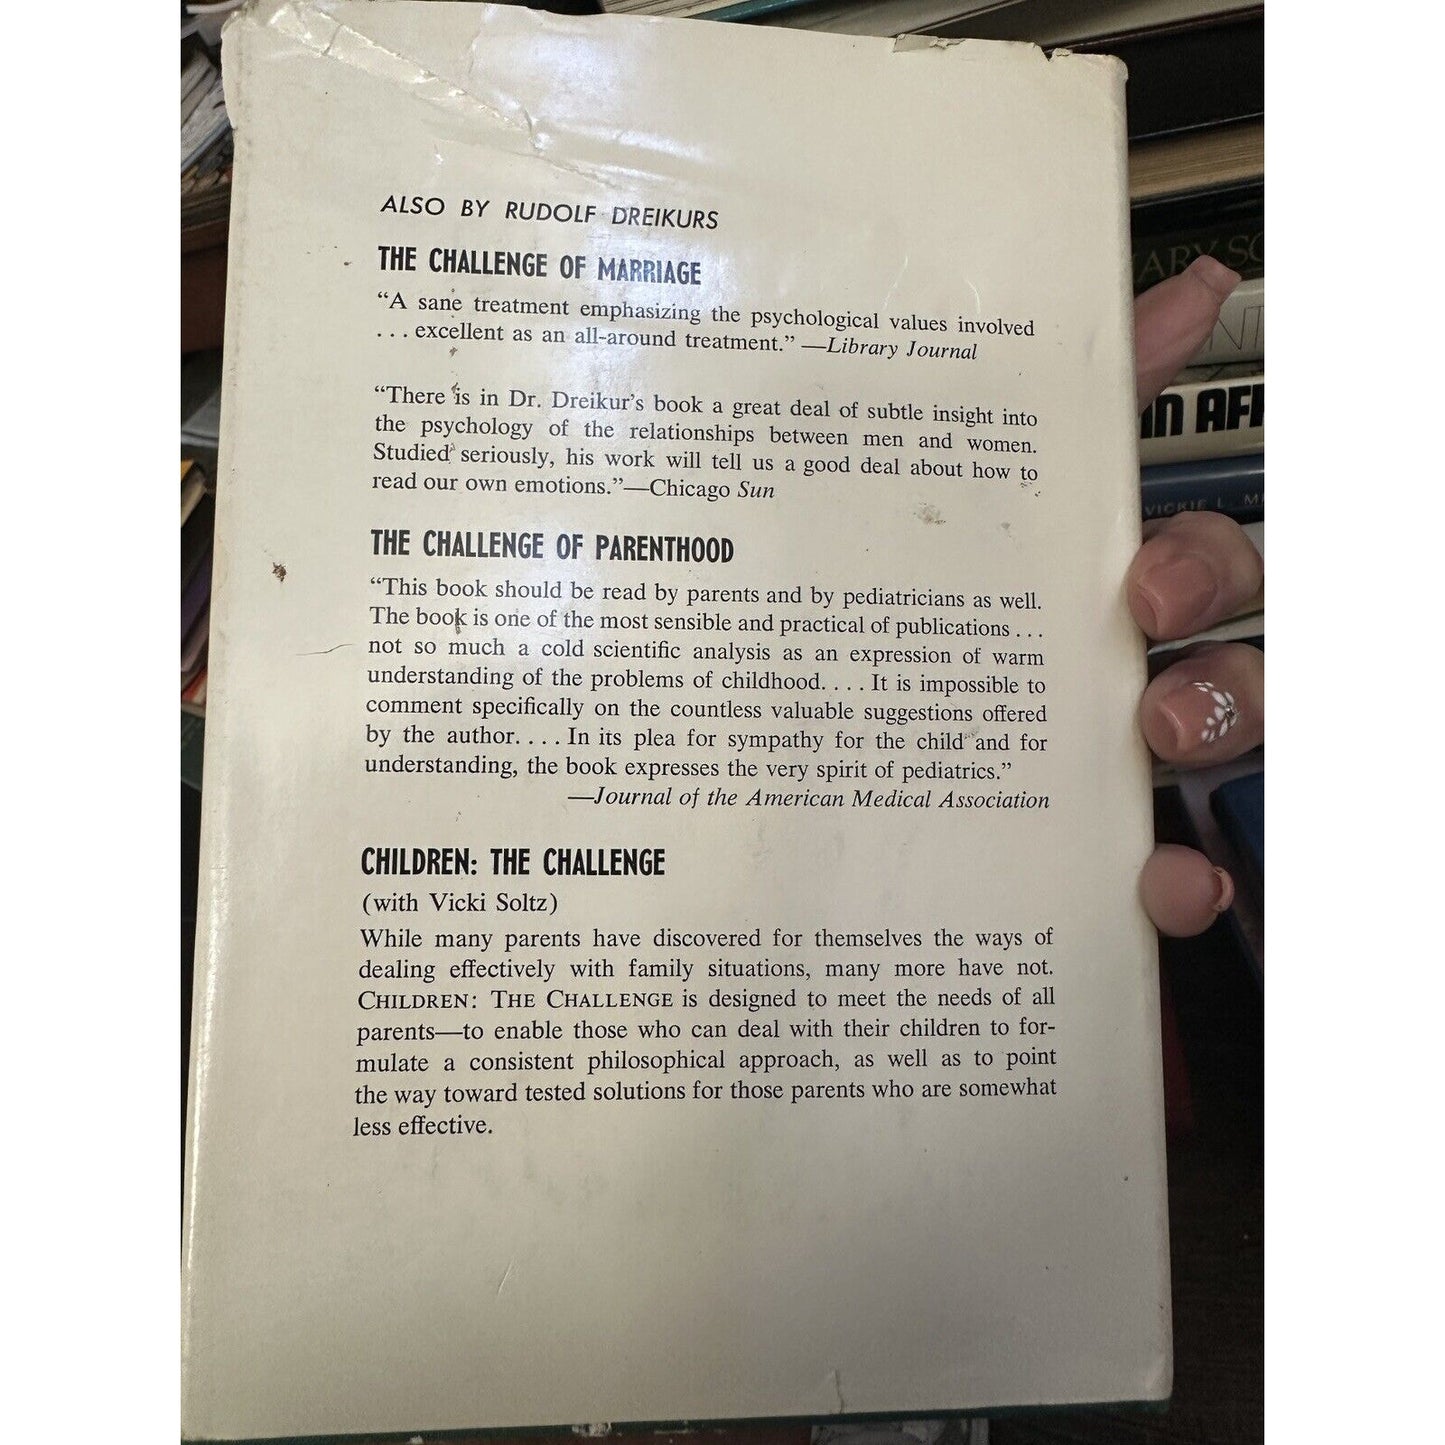 ALSO BY RUDOLF DREIKURS
THE CHALLENGE OF MARRIAGE
“A sane treatment emphasizing the psychological values involved
. . . excellent as an all-around treatment.” —Library Journal
“There is in Dr. Dreikur’s book a great deal of subtle insight into
the psychology of the relationships between men and women.
Studied seriously, his work will tell us a good deal about how to
read our own emotions.”—Chicago Sun
THE CHALLENGE OF PARENTHOOD
“This book should be read by parents and by pediatricians as well.
The book is one of the most sensible and practical of publications . . .
not so much a cold scientific analysis as an expression of warm
understanding of the problems of childhood. . . . It is impossible to
comment specifically on the countless valuable suggestions offered
by the author. . . . In its plea for sympathy for the child and for
understanding, the book expresses the very spirit of pediatrics.”
—Journal of the American Medical Association
CHILDREN: THE CHALLENGE
(with Vicki Soltz)
While many parents have discovered for themselves the ways of
dealing effectively with family situations, many more have not.
CHILDREN: THE CHALLENGE is designed to meet the needs of all
parents—to enable those who can deal with their children to for-
mulate a consistent philosophical approach, as well as to point
the way toward tested solutions for those parents who are somewhat
less effective.
IN AF
VICKIE L. M